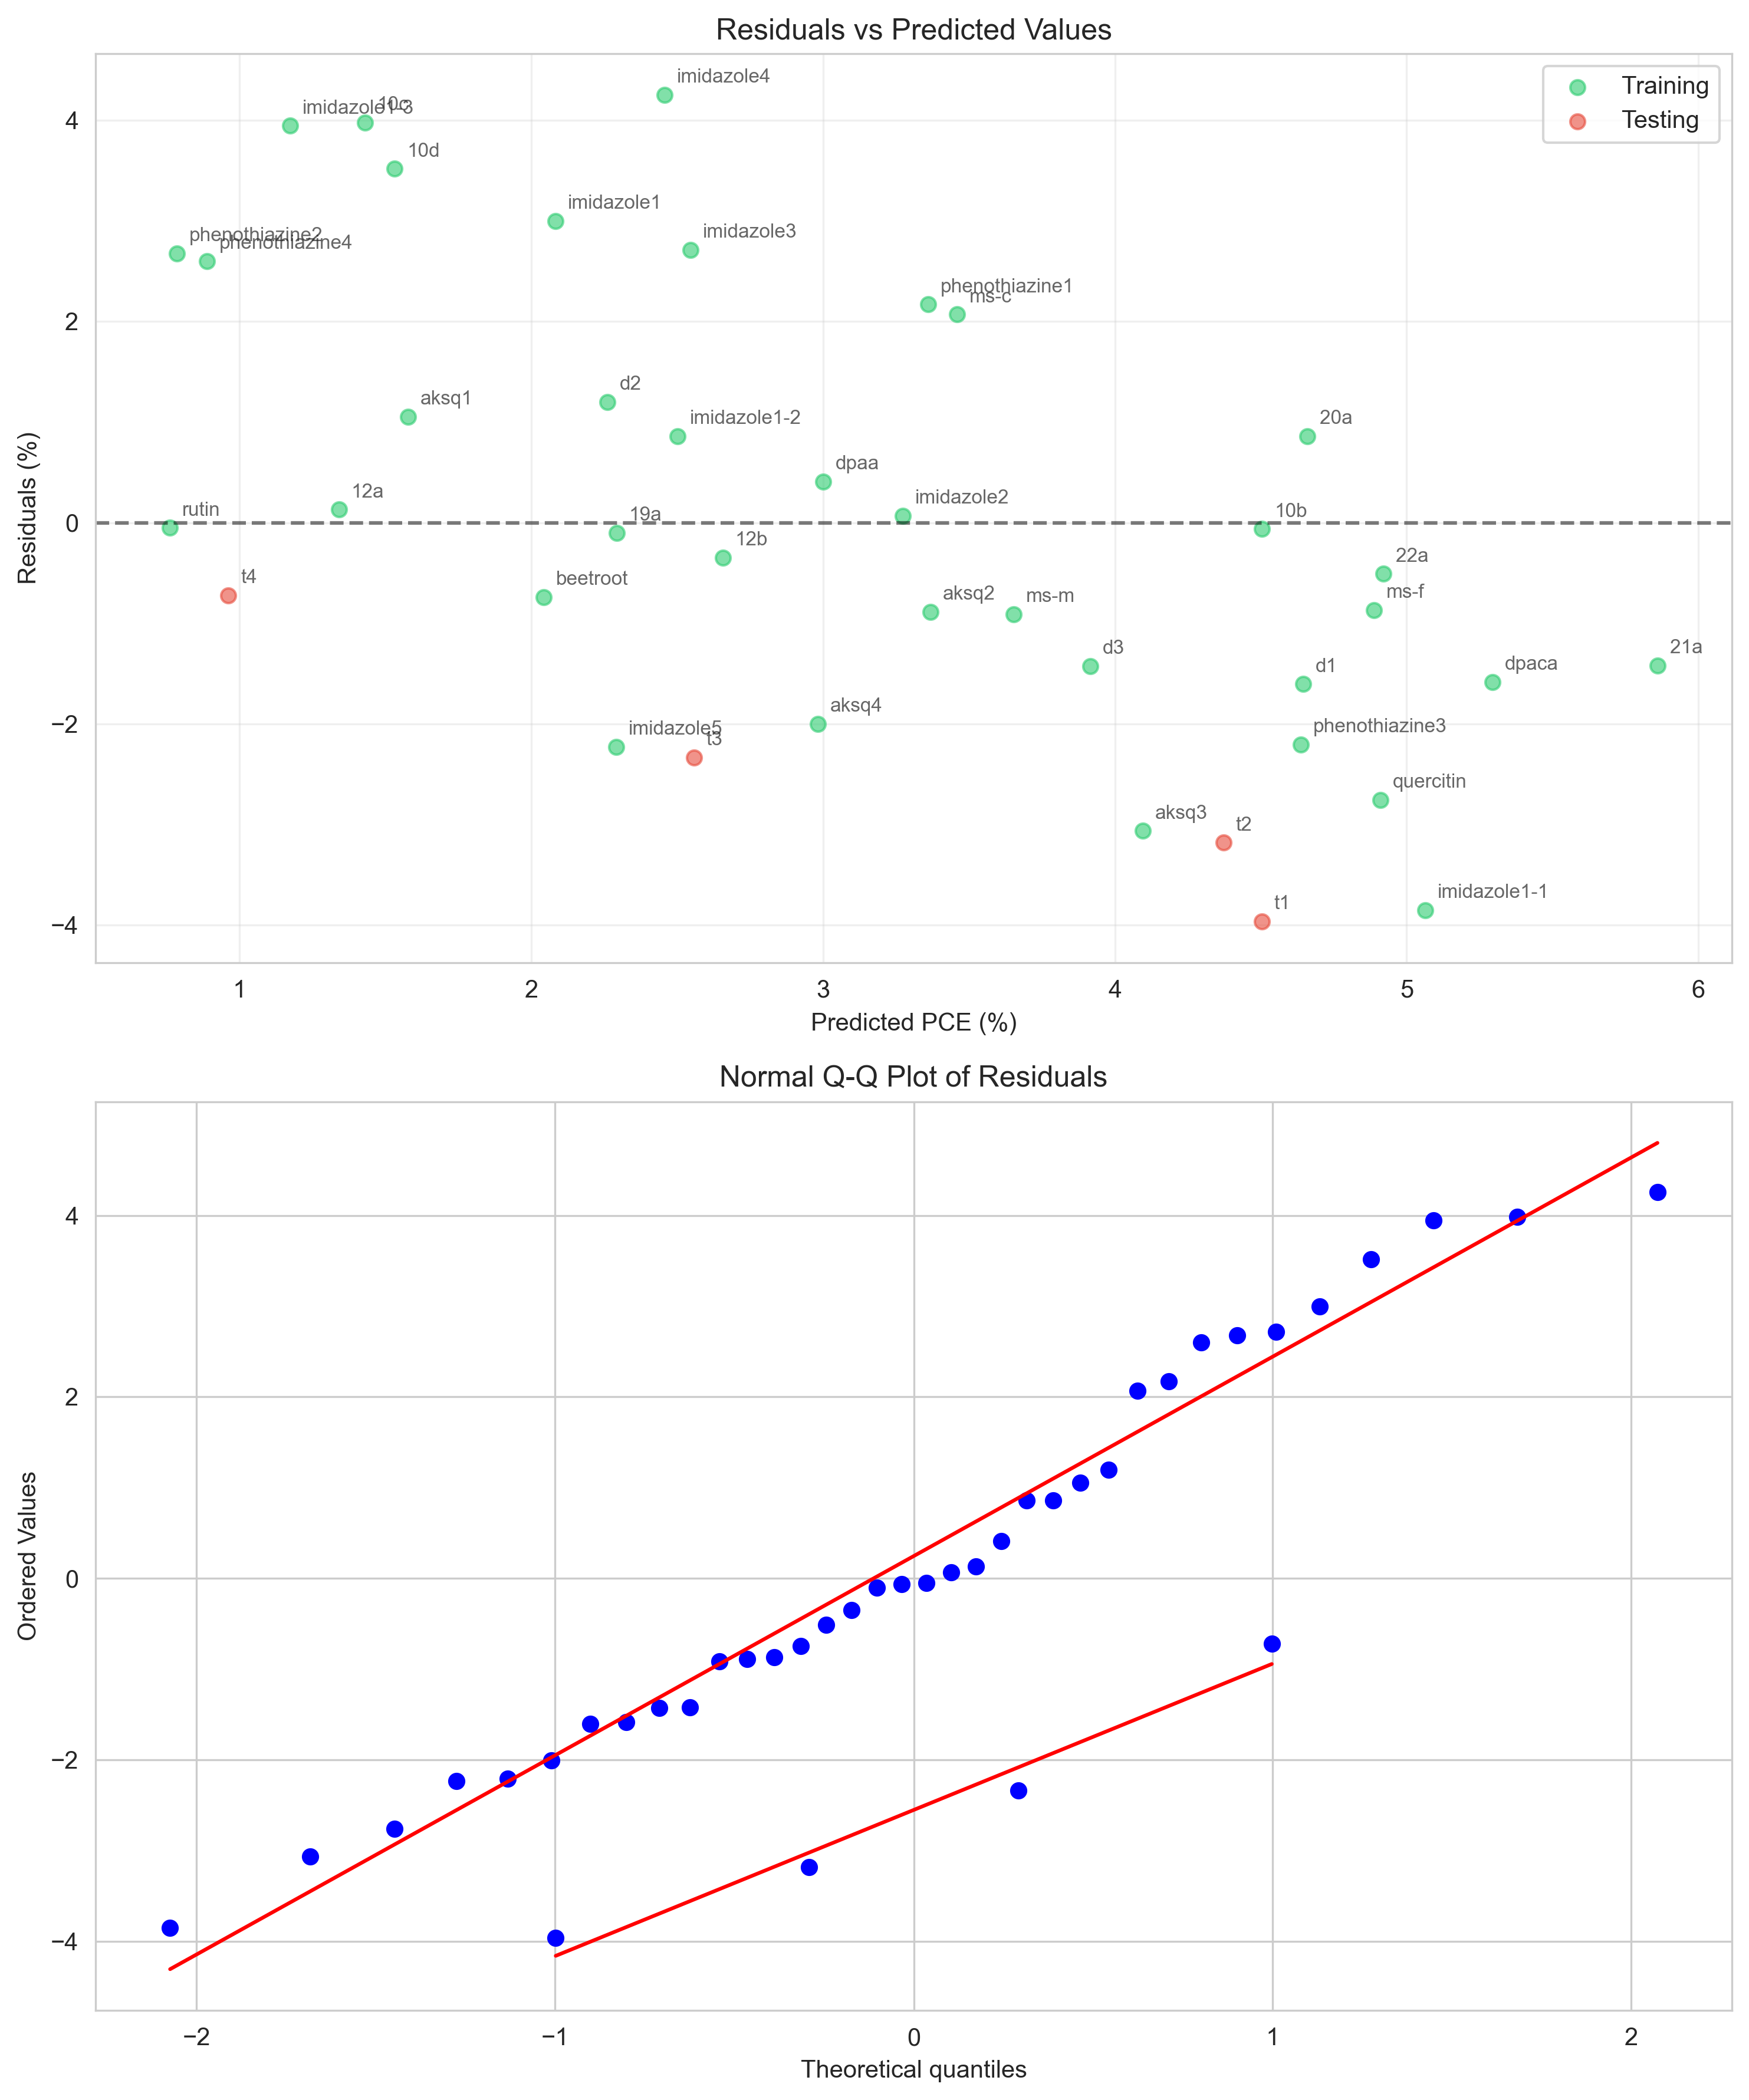 Residuals vs Predicted Values
Training
Testing
imidazole4
imidazole1-3
10c
10d
imidazole1
imidazole3
phenothiazine2
phenothiazine4
phenothiazine1
ms-c
d2
aksq1
imidazole1-2
20a
dpaa
12a
imidazole2
rutin
19a
10b
12b
22a
t4
beetroot
aksq2
ms-m
ms-f
d3
21a
d1
dpaca
aksq4
imidazole5
t3
phenothiazine3
quercitin
aksq3
t2
imidazole1-1
t1
4
2
0
−2
−4
Residuals (%)
1 2 3 4 5 6
Predicted PCE (%)
Normal Q-Q Plot of Residuals
4
2
0
−2
−4
Ordered Values
−2 −1 0 1 2
Theoretical quantiles